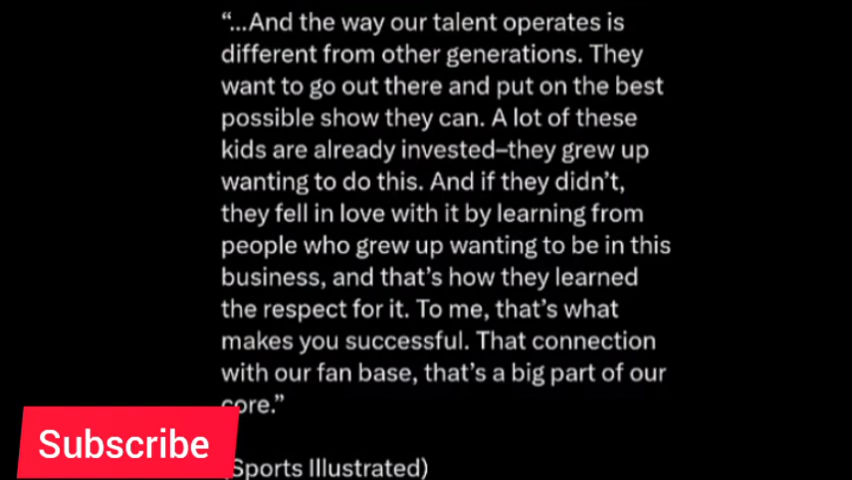 “...And the way our talent operates is
different from other generations. They
want to go out there and put on the best
possible show they can. A lot of these
kids are already invested–they grew up
wanting to do this. And if they didn’t,
they fell in love with it by learning from
people who grew up wanting to be in this
business, and that’s how they learned
the respect for it. To me, that’s what
makes you successful. That connection
with our fan base, that’s a big part of our
core.”
Subscribe
(Sports Illustrated)